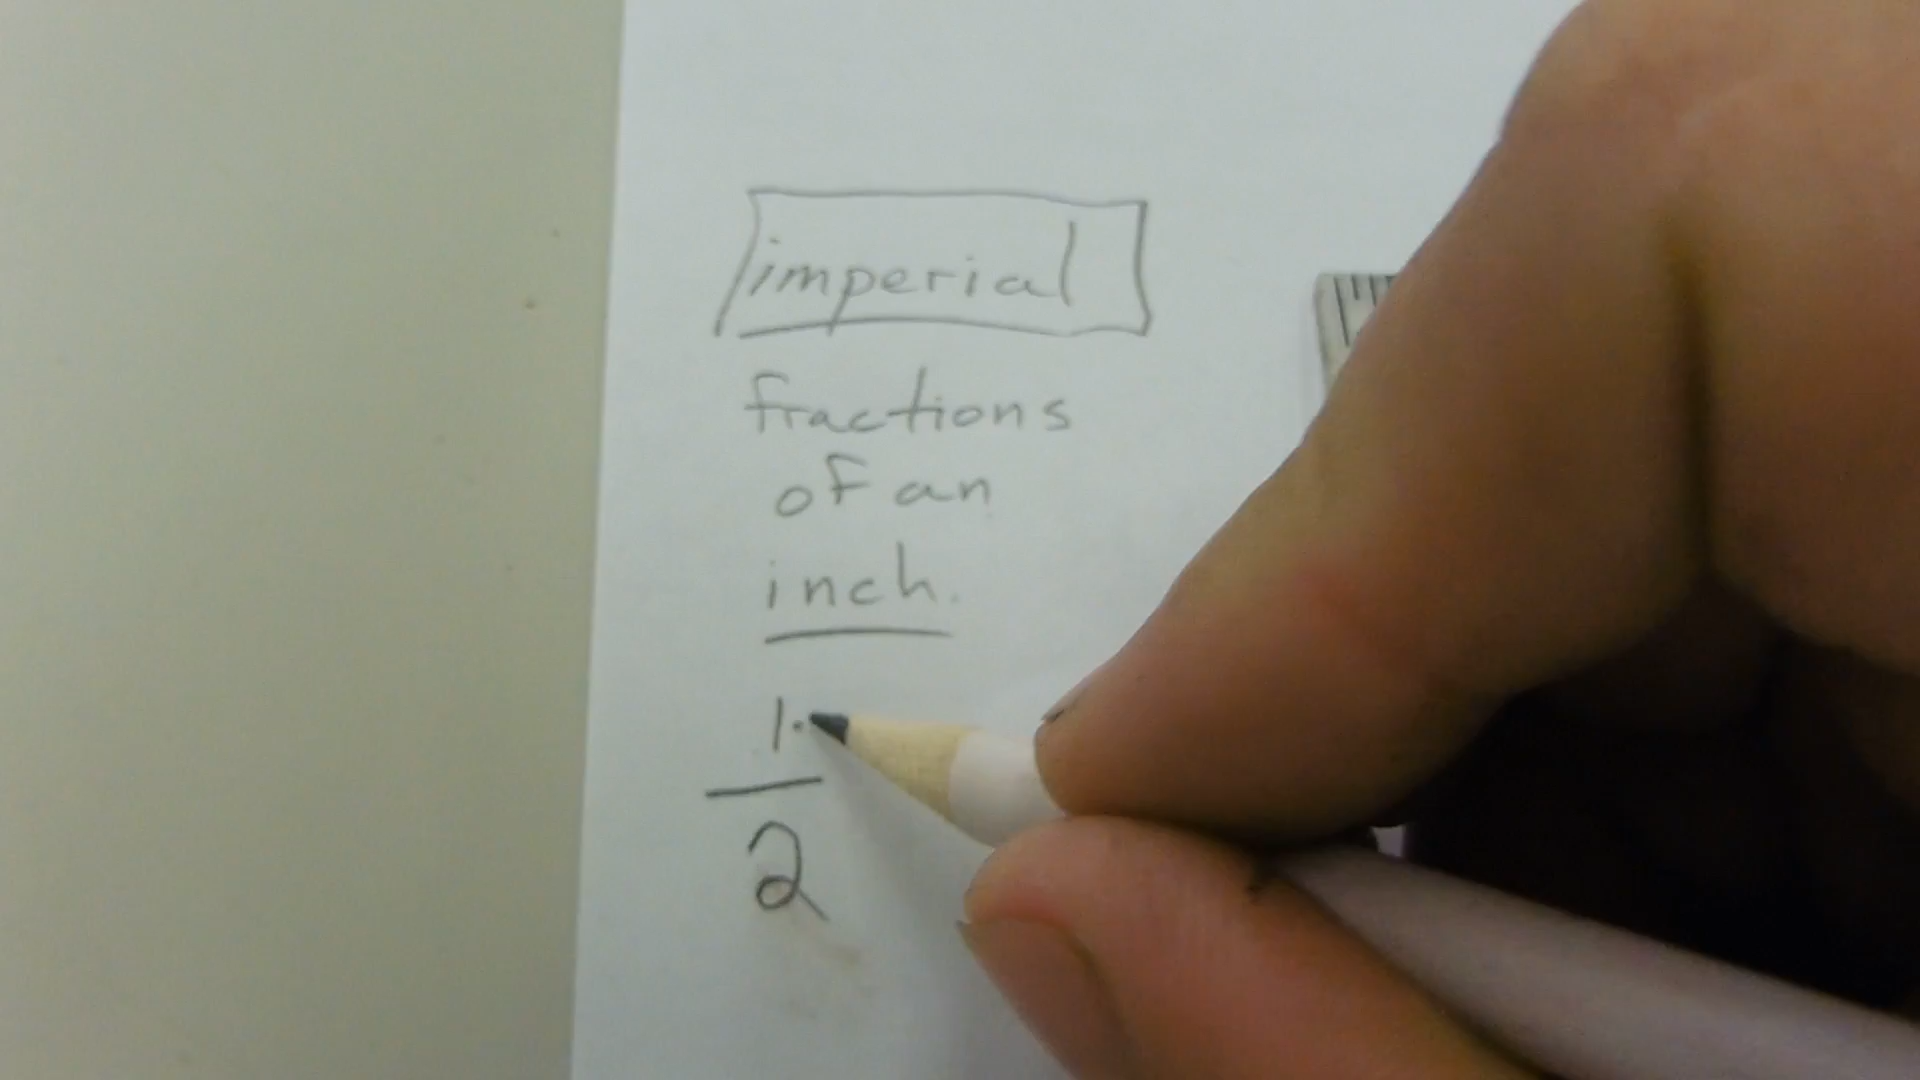 imperial
fractions
of an
inch.
1
2